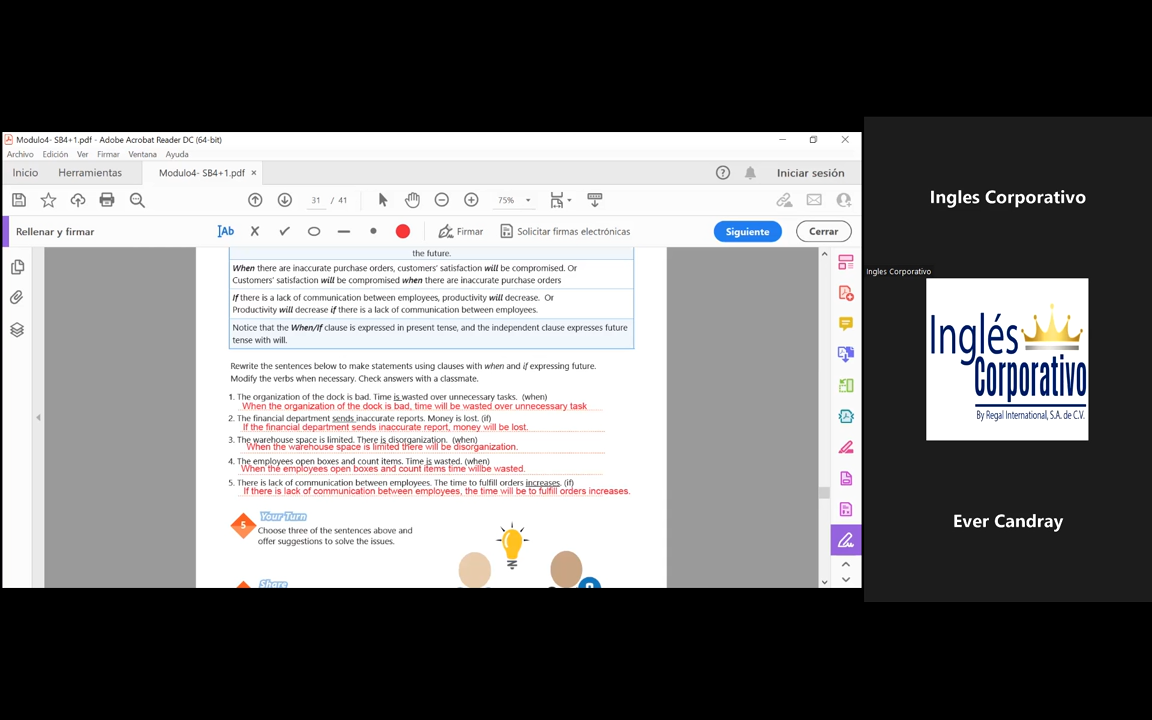 Modulo4- SB4+1.pdf - Adobe Acrobat Reader DC (64-bit)
Archivo Edición Ver Firmar Ventana Ayuda
Inicio Herramientas Modulo4- SB4+1.pdf × Iniciar sesión
31 / 41 75%
Rellenar y firmar Ab Firmar Solicitar firmas electrónicas Siguiente Cerrar
the future.
When there are inaccurate purchase orders, customers' satisfaction will be compromised. Or
Customers' satisfaction will be compromised when there are inaccurate purchase orders
If there is a lack of communication between employees, productivity will decrease. Or
Productivity will decrease if there is a lack of communication between employees.
Notice that the When/If clause is expressed in present tense, and the independent clause expresses future
tense with will.
Rewrite the sentences below to make statements using clauses with when and if expressing future.
Modify the verbs when necessary. Check answers with a classmate.
1. The organization of the dock is bad. Time is wasted over unnecessary tasks. (when)
When the organization of the dock is bad, time will be wasted over unnecessary task
2. The financial department sends inaccurate reports. Money is lost. (if)
If the financial department sends inaccurate report, money will be lost.
3. The warehouse space is limited. There is disorganization. (when)
When the warehouse space is limited there will be disorganization.
4. The employees open boxes and count items. Time is wasted. (when)
When the employees open boxes and count items time willbe wasted.
5. There is lack of communication between employees. The time to fulfill orders increases. (if)
If there is lack of communication between employees, the time will be to fulfill orders increases.
5 Your Turn
Choose three of the sentences above and
offer suggestions to solve the issues.
Share
Ingles Corporativo
Ingles Corporativo
Inglés
Corporativo
By Regal International, S.A. de C.V.
Ever Candray